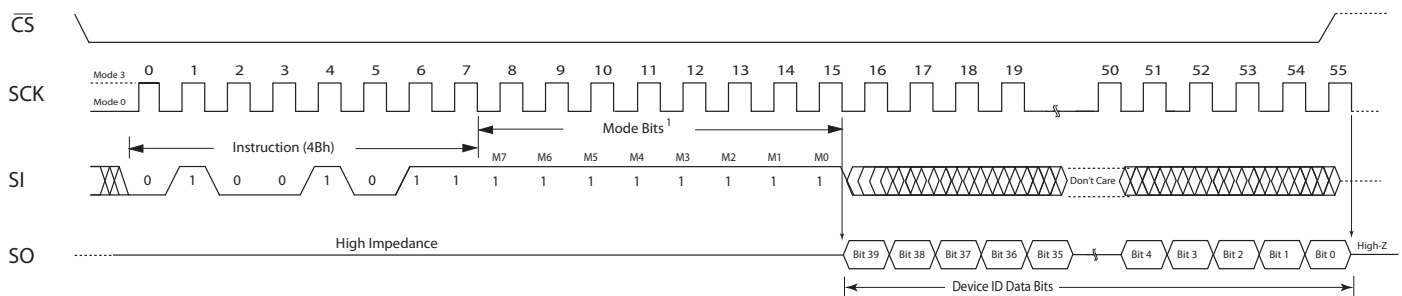 CS
Mode 3 0 1 2 3 4 5 6 7 8 9 10 11 12 13 14 15 16 17 18 19 50 51 52 53 54 55
SCK
Mode 0
Mode Bits 1
Instruction (4Bh)
M7 M6 M5 M4 M3 M2 M1 M0
SI 0 1 0 0 1 0 1 1 1 1 1 1 1 1 1 1 Don't Care
High Impedance
SO Bit 39 Bit 38 Bit 37 Bit 36 Bit 35 Bit 4 Bit 3 Bit 2 Bit 1 Bit 0 High-Z
Device ID Data Bits